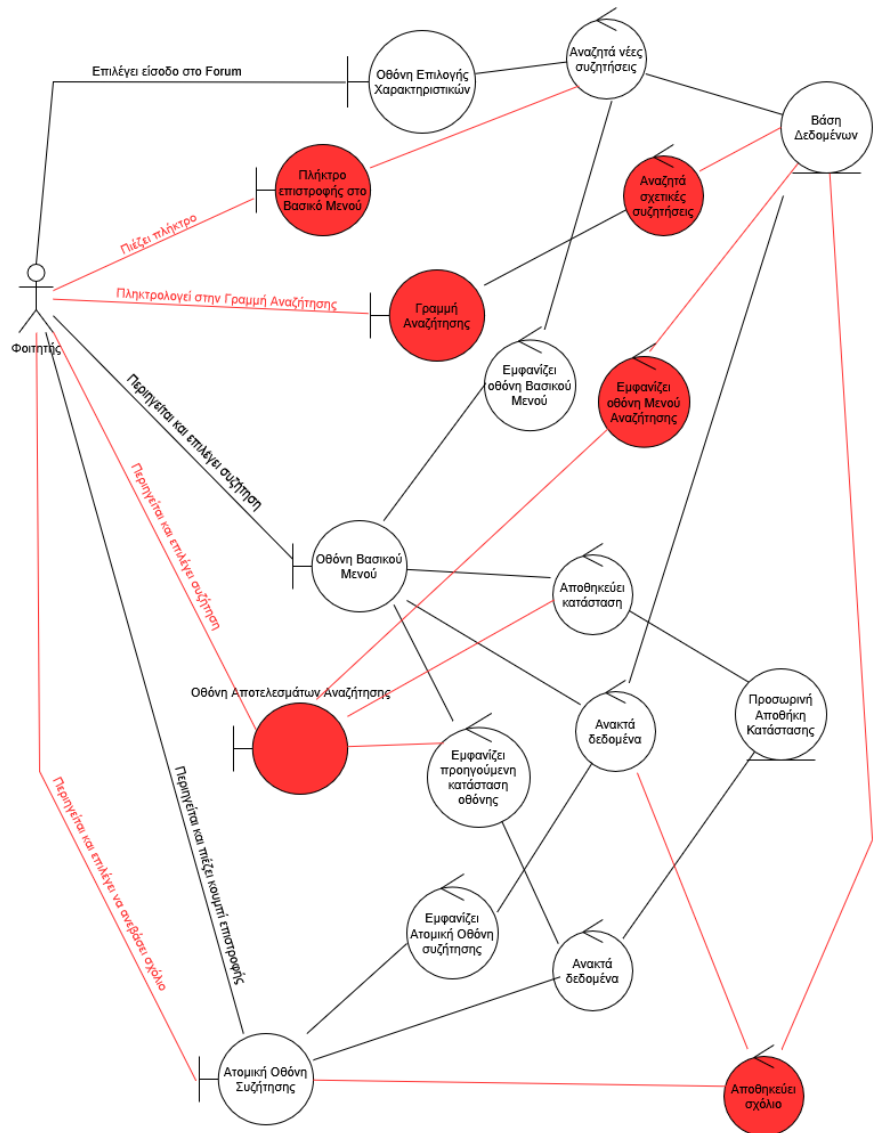 Επιλέγει είσοδο στο Forum
Οθόνη Επιλογής
Χαρακτηριστικών
Αναζητά νέες
συζητήσεις
Βάση
Δεδομένων
Πλήκτρο
επιστροφής στο
Βασικό Μενού
Αναζητά
σχετικές
συζητήσεις
Πιέζει πλήκτρο
Πληκτρολογεί στην Γραμμή Αναζήτησης
Γραμμή
Αναζήτησης
Φοιτητής
Εμφανίζει
οθόνη Βασικού
Μενού
Εμφανίζει
οθόνη Μενού
Αναζήτησης
Περιηγείται και επιλέγει συζήτηση
Περιηγείται και επιλέγει συζήτηση
Οθόνη Βασικού
Μενού
Αποθηκεύει
κατάσταση
Οθόνη Αποτελεσμάτων Αναζήτησης
Προσωρινή
Αποθήκη
Κατάστασης
Ανακτά
δεδομένα
Εμφανίζει
προηγούμενη
κατάσταση
οθόνης
Περιηγείται και πιέζει κουμπί επιστροφής
Περιηγείται και επιλέγει να ανεβάσει σχόλιο
Εμφανίζει
Ατομική Οθόνη
συζήτησης
Ανακτά
δεδομένα
Ατομική Οθόνη
Συζήτησης
Αποθηκεύει
σχόλιο